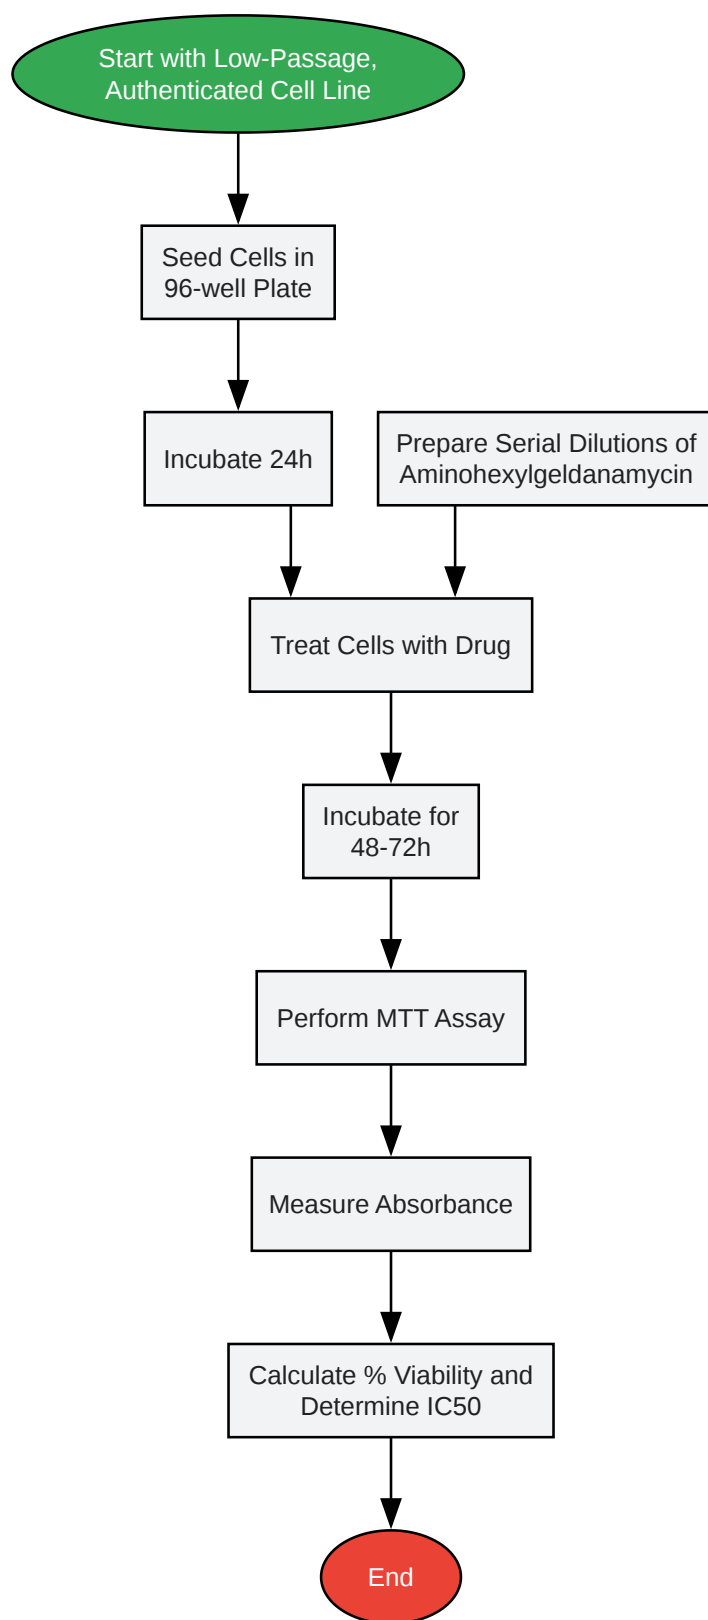 Start with Low-Passage,
Authenticated Cell Line
Seed Cells in
96-well Plate
Incubate 24h
Prepare Serial Dilutions of
Aminohexylgeldanamycin
Treat Cells with Drug
Incubate for
48-72h
Perform MTT Assay
Measure Absorbance
Calculate % Viability and
Determine IC50
End